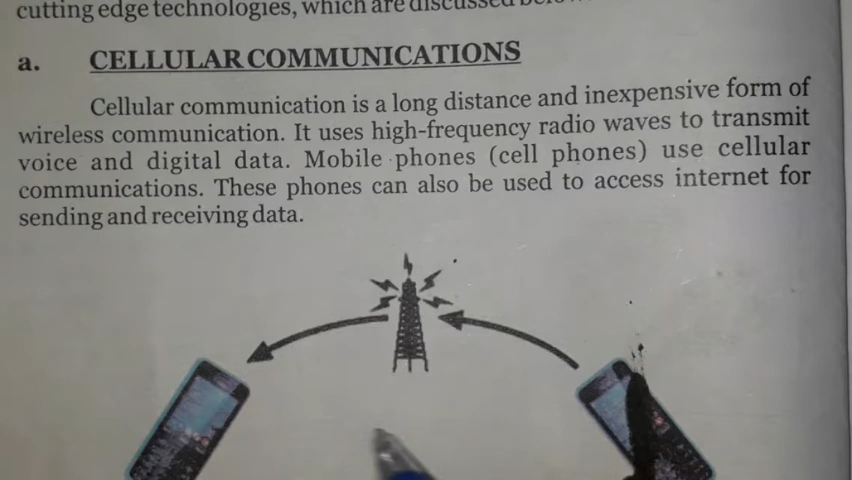 cutting edge technologies, which are discussed below
a. CELLULAR COMMUNICATIONS
Cellular communication is a long distance and inexpensive form of
wireless communication. It uses high-frequency radio waves to transmit
voice and digital data. Mobile phones (cell phones) use cellular
communications. These phones can also be used to access internet for
sending and receiving data.